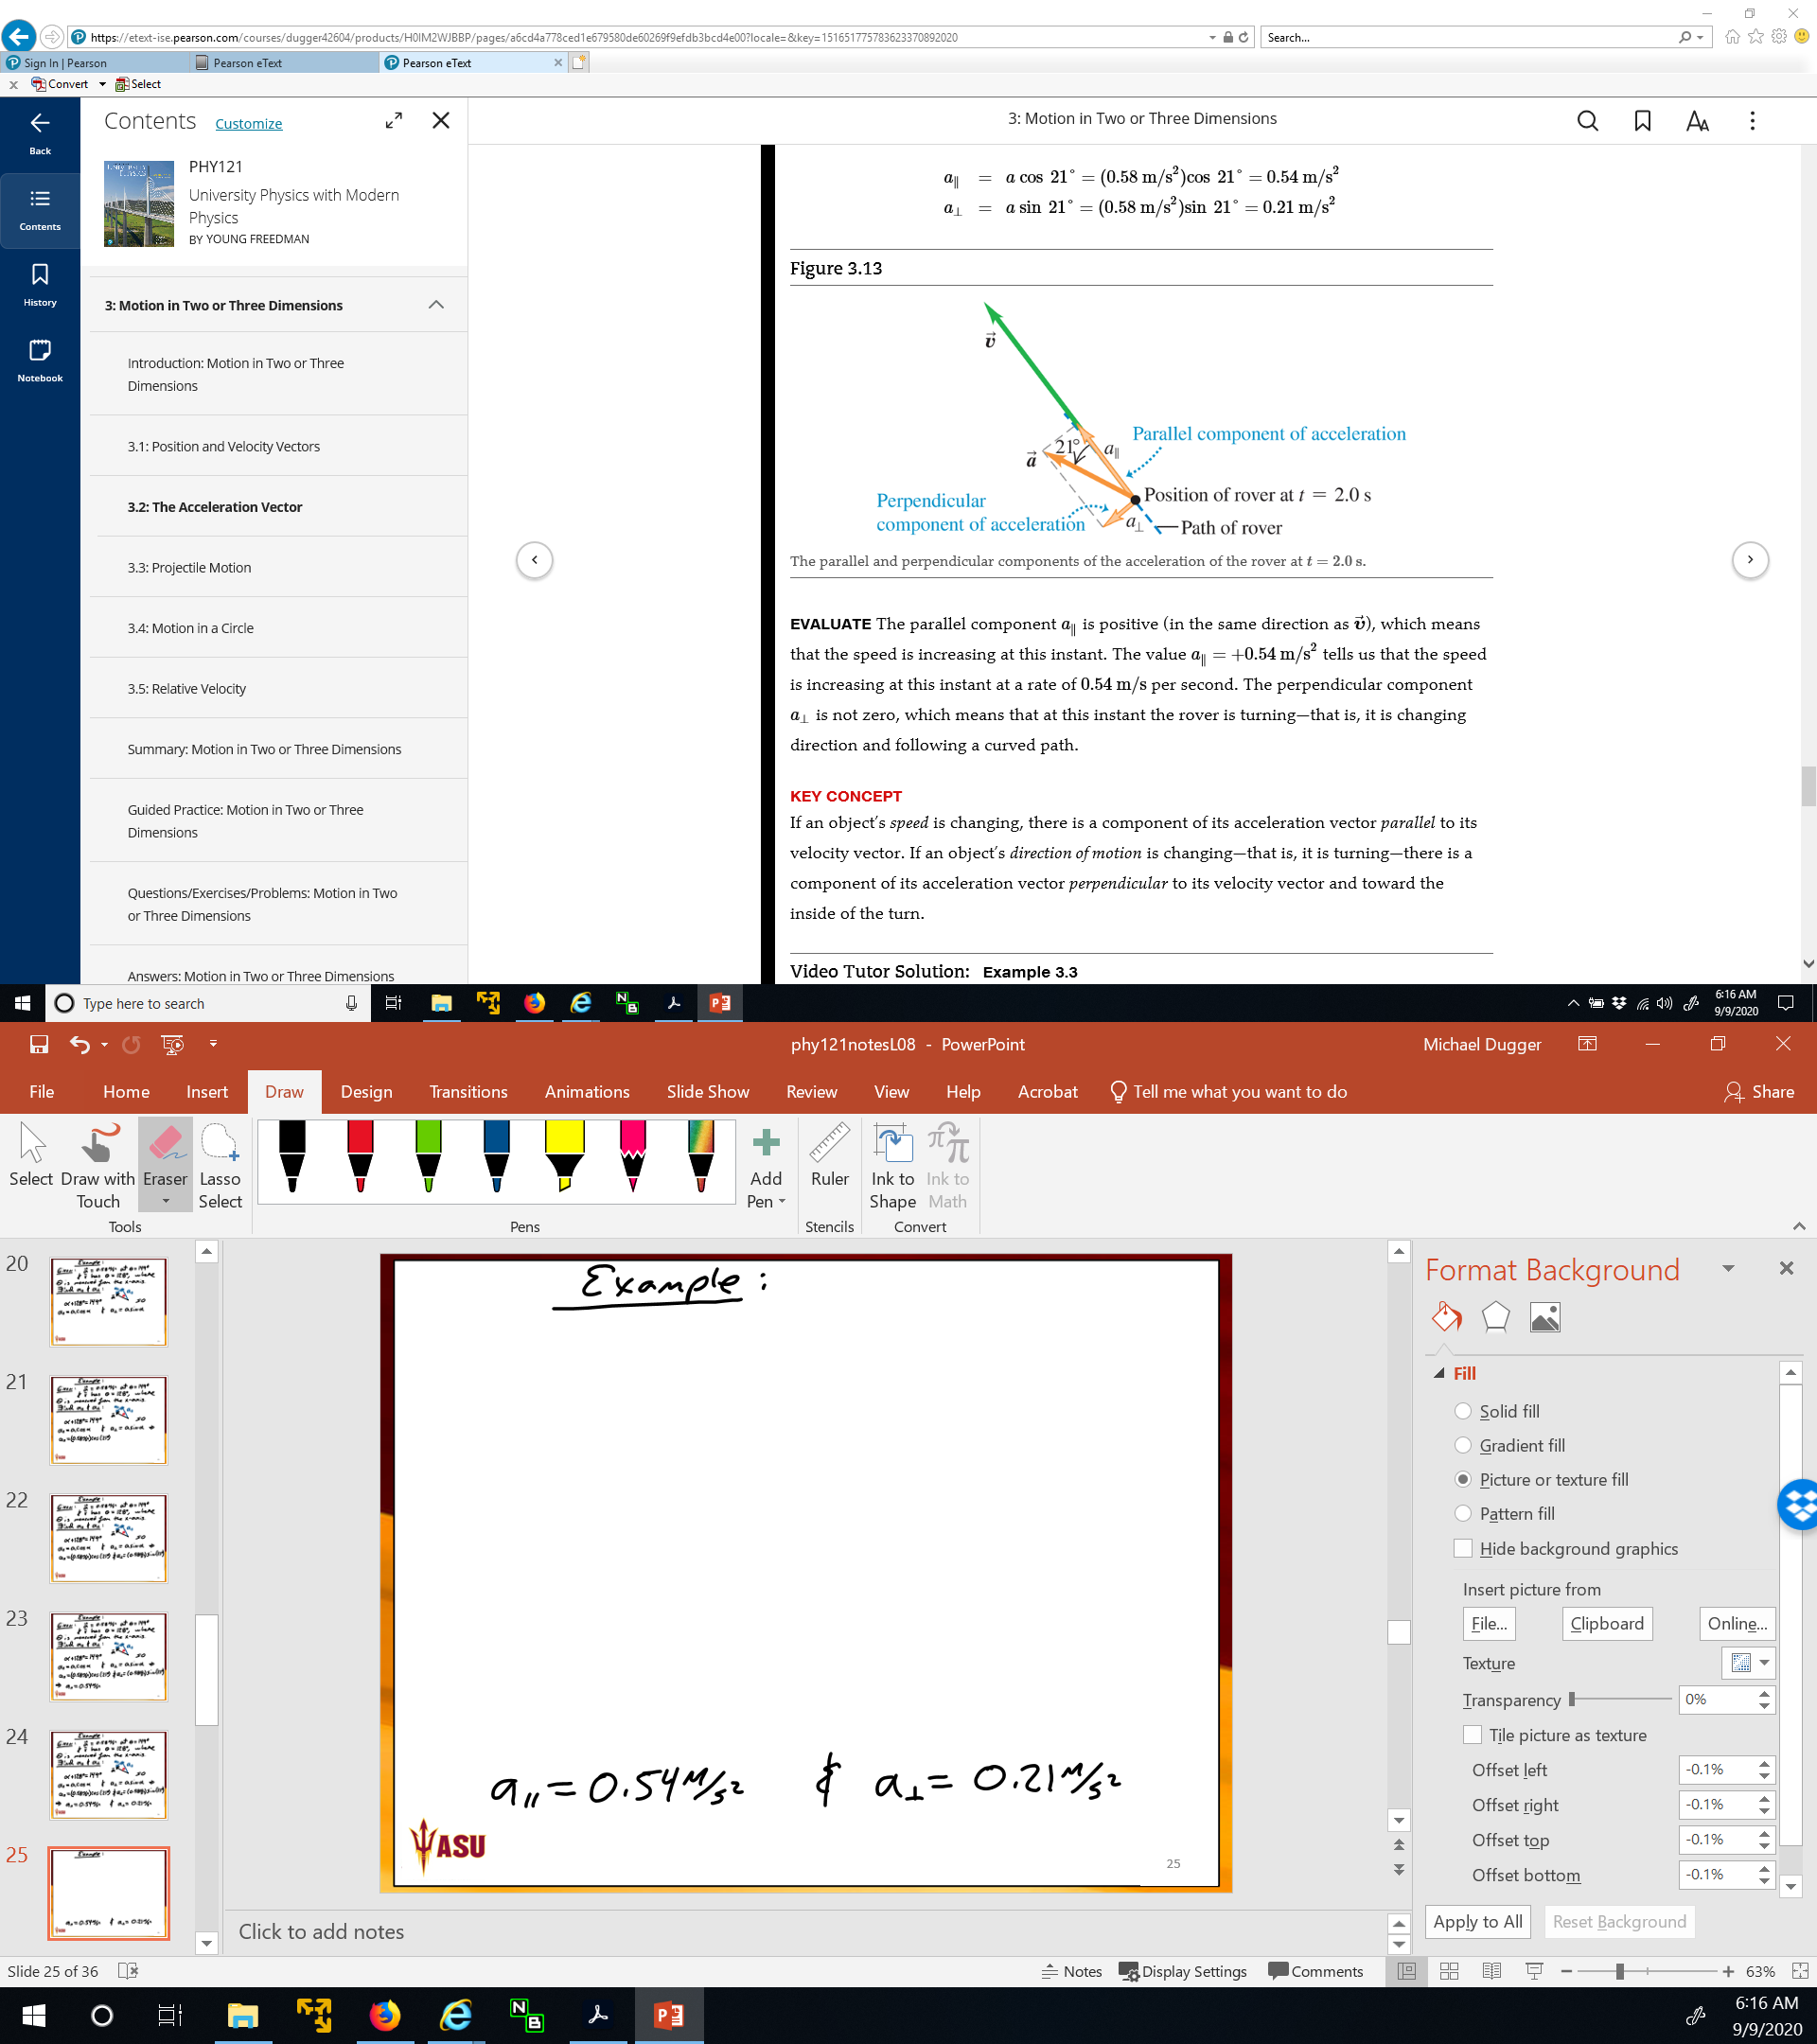 https://etext-ise.pearson.com/courses/dugger42604/products/H0IM2WJBBP/pages/a6cd4a778ced1e679580de60269f9efdb3bcd4e00?locale=&key=15165177578362337089​2020
Search...
Sign In | Pearson
Pearson eText
Pearson eText
x Convert Select
Back
Contents
History
Notebook
Contents Customize
PHY121
University Physics with Modern
Physics
BY YOUNG FREEDMAN
3: Motion in Two or Three Dimensions
Introduction: Motion in Two or Three
Dimensions
3.1: Position and Velocity Vectors
3.2: The Acceleration Vector
3.3: Projectile Motion
3.4: Motion in a Circle
3.5: Relative Velocity
Summary: Motion in Two or Three Dimensions
Guided Practice: Motion in Two or Three
Dimensions
Questions/Exercises/Problems: Motion in Two
or Three Dimensions
Answers: Motion in Two or Three Dimensions
3: Motion in Two or Three Dimensions
a∥ = a cos 21° = (0.58 m/s²)cos 21° = 0.54 m/s²
a⊥ = a sin 21° = (0.58 m/s²)sin 21° = 0.21 m/s²
Figure 3.13
v⃗
21°
a∥
a⃗
Parallel component of acceleration
Position of rover at t = 2.0 s
Perpendicular
component of acceleration
a⊥
Path of rover
The parallel and perpendicular components of the acceleration of the rover at t = 2.0 s.
EVALUATE The parallel component a∥ is positive (in the same direction as v⃗), which means
that the speed is increasing at this instant. The value a∥ = +0.54 m/s² tells us that the speed
is increasing at this instant at a rate of 0.54 m/s per second. The perpendicular component
a⊥ is not zero, which means that at this instant the rover is turning—that is, it is changing
direction and following a curved path.
KEY CONCEPT
If an object's speed is changing, there is a component of its acceleration vector parallel to its
velocity vector. If an object's direction of motion is changing—that is, it is turning—there is a
component of its acceleration vector perpendicular to its velocity vector and toward the
inside of the turn.
Video Tutor Solution: Example 3.3
Type here to search
6:16 AM
9/9/2020
phy121notesL08 - PowerPoint
Michael Dugger
File Home Insert Draw Design Transitions Animations Slide Show Review View Help Acrobat Tell me what you want to do Share
Select
Draw with
Touch
Eraser
Lasso
Select
Add
Pen
Ruler
Ink to
Shape
Ink to
Math
Tools
Pens
Stencils
Convert
20
21
22
23
24
25
Example:
a∥ = 0.54 m/s² & a⊥ = 0.21 m/s²
ASU
25
Click to add notes
Format Background
Fill
Solid fill
Gradient fill
Picture or texture fill
Pattern fill
Hide background graphics
Insert picture from
File... Clipboard Online...
Texture
Transparency 0%
Tile picture as texture
Offset left -0.1%
Offset right -0.1%
Offset top -0.1%
Offset bottom -0.1%
Apply to All Reset Background
Slide 25 of 36
Notes Display Settings Comments 63%
6:16 AM
9/9/2020